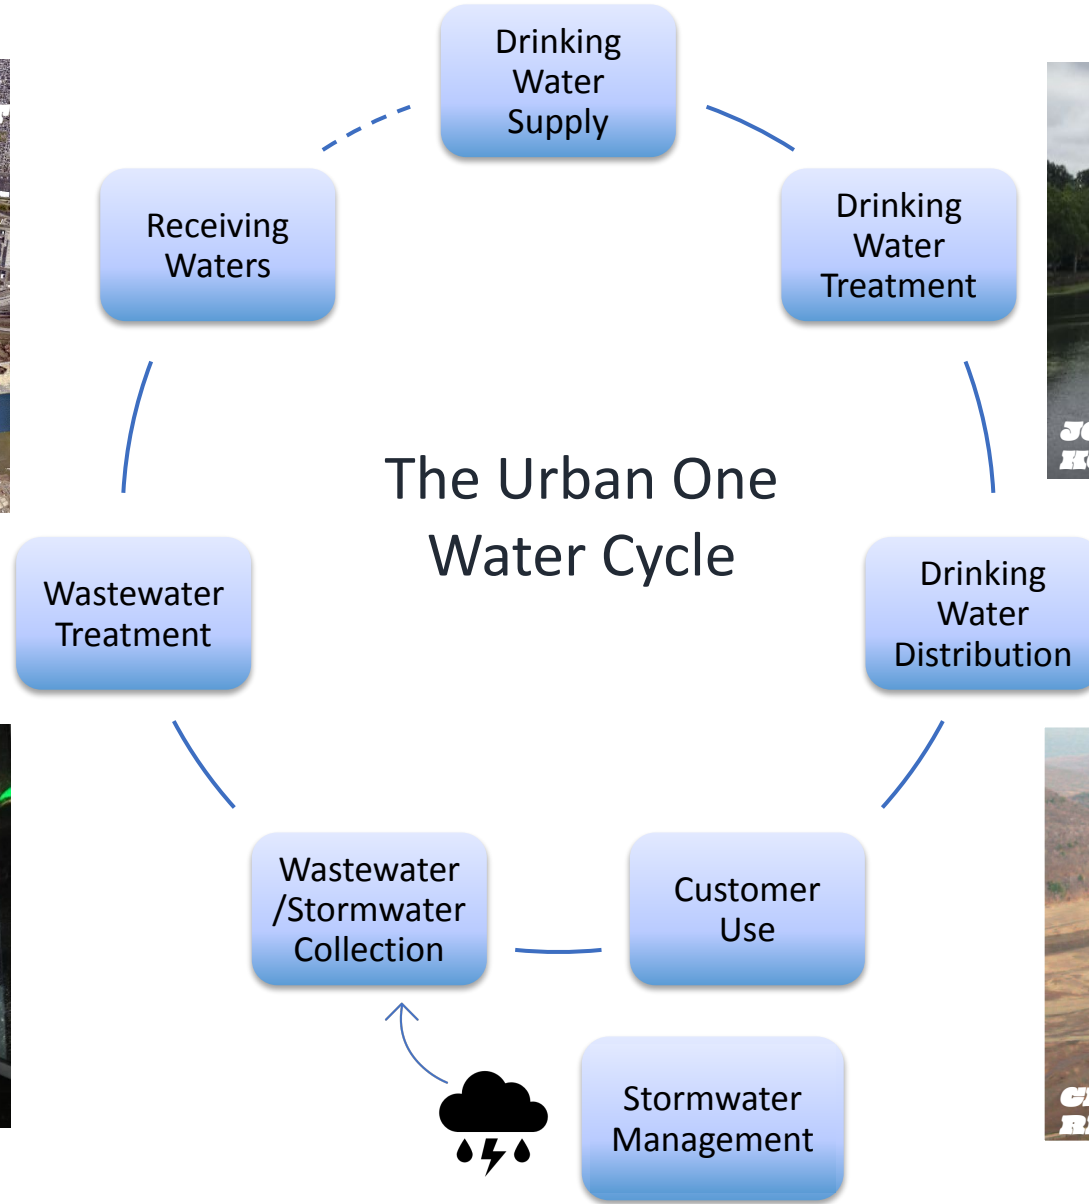 Drinking
Water
Supply
Receiving
Waters
Drinking
Water
Treatment
The Urban One
Water Cycle
Wastewater
Treatment
Drinking
Water
Distribution
Wastewater
/Stormwater
Collection
Customer
Use
Stormwater
Management